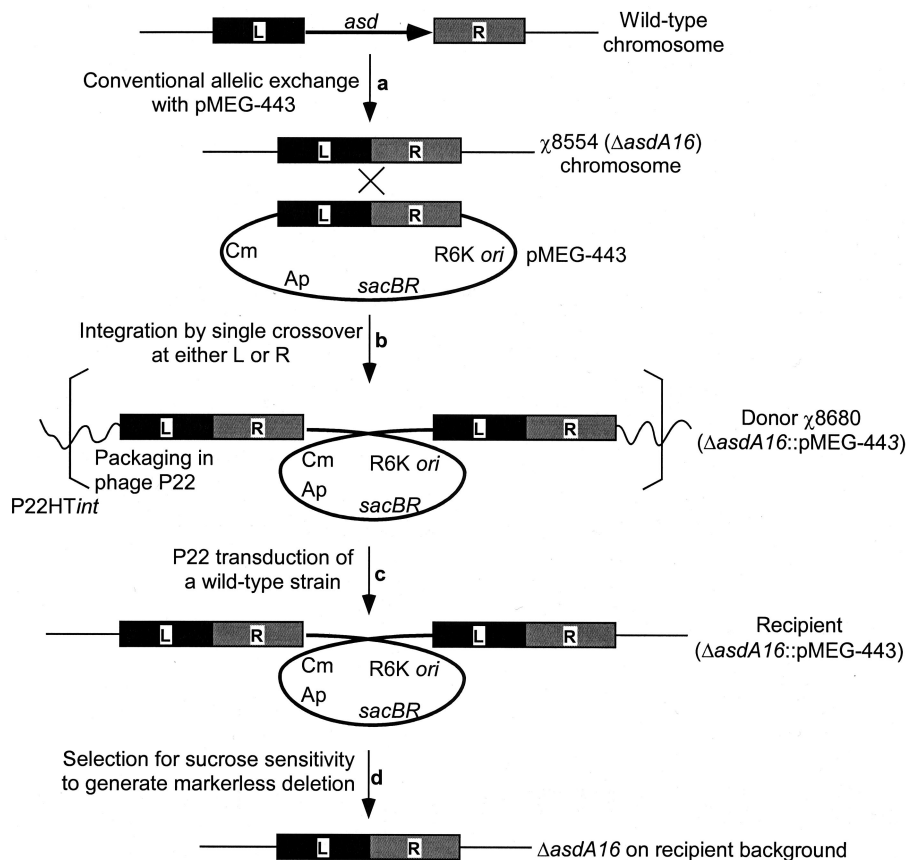 L
asd
R
Wild-type
chromosome
Conventional allelic exchange
with pMEG-443
a
L
R
χ8554 (ΔasdA16)
chromosome
L
R
Cm
Ap
sacBR
R6K ori
pMEG-443
Integration by single crossover
at either L or R
b
L
R
L
R
Donor χ8680
(ΔasdA16::pMEG-443)
Packaging in
phage P22
P22HTint
Cm
R6K ori
Ap
sacBR
P22 transduction of
a wild-type strain
c
L
R
L
R
Recipient
(ΔasdA16::pMEG-443)
Cm
R6K ori
Ap
sacBR
Selection for sucrose sensitivity
to generate markerless deletion
d
L
R
ΔasdA16 on recipient background